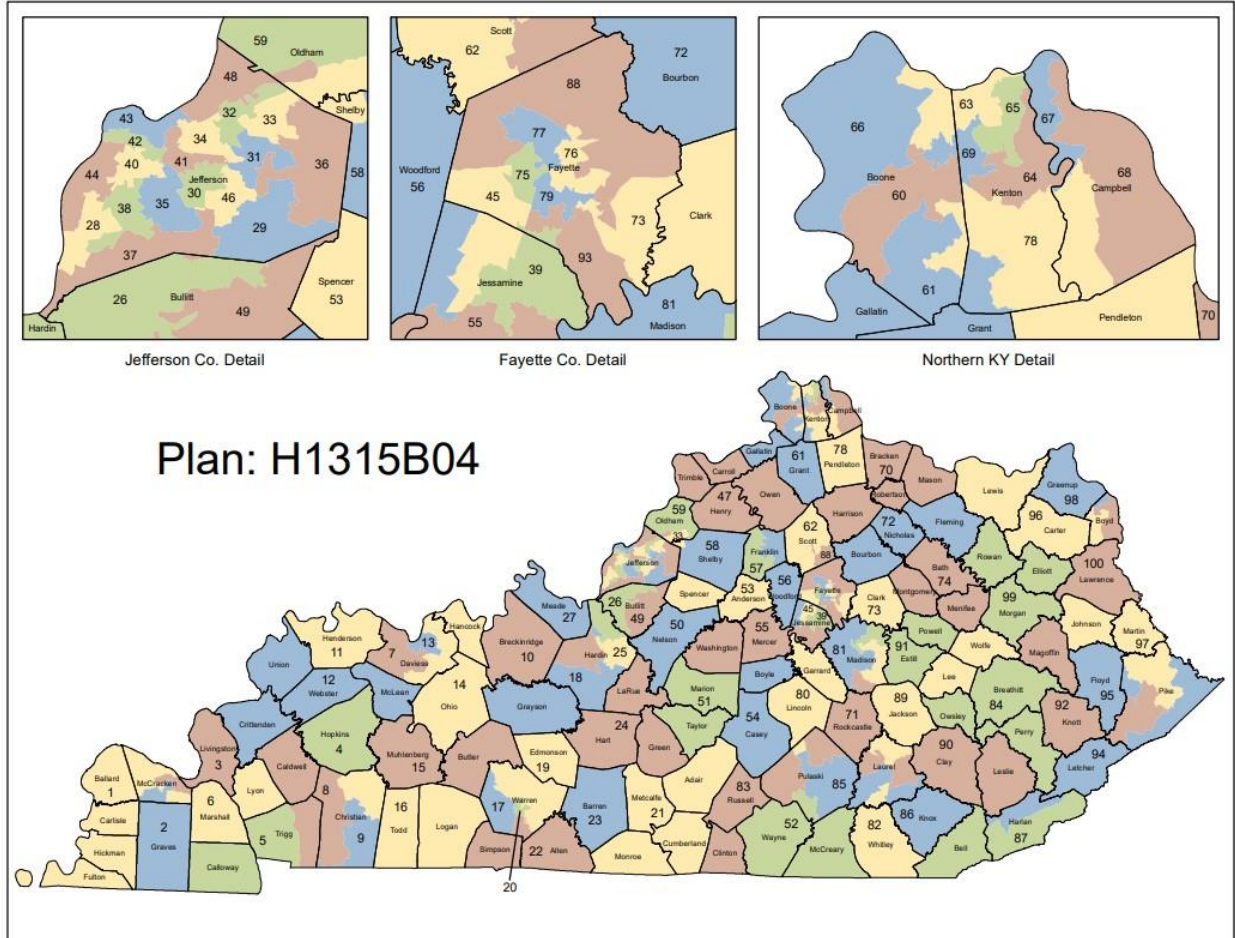 59
Oldham
48
Shelby
43
32
33
42
34
40
41
31
36
58
44
Jefferson
30
38
35
46
28
29
37
Spencer
53
26
Bullitt
49
Hardin
Jefferson Co. Detail
Scott
62
72
Bourbon
88
77
76
Fayette
Woodford
56
75
45
79
Clark
73
39
93
Jessamine
81
55
Madison
Fayette Co. Detail
63
65
67
66
69
Boone
64
68
60
Kenton
Campbell
78
61
Gallatin
Grant
Pendleton
70
Northern KY Detail
Plan: H1315B04
Boone
Kenton
Campbell
Gallatin
61
Grant
78
Pendleton
Bracken
70
Trimble
Carroll
47
Henry
Owen
Robertson
Mason
Lewis
Greenup
98
59
Oldham
33
Harrison
62
Scott
72
Nicholas
Fleming
96
Carter
Boyd
58
Shelby
Franklin
57
88
Bourbon
Rowan
Elliott
100
Lawrence
Jefferson
Spencer
53
Anderson
56
Woodford
Fayette
Clark
73
Montgomery
Bath
74
Menifee
99
Morgan
26
Bullitt
49
45
39
Jessamine
Johnson
Martin
97
Meade
27
50
Nelson
Washington
55
Mercer
81
Madison
91
Estill
Powell
Wolfe
Magoffin
Hancock
13
Henderson
11
7
Daviess
Breckinridge
10
Hardin
25
18
Boyle
Garrard
Lee
Floyd
95
Pike
Union
12
Webster
McLean
14
Ohio
Grayson
LaRue
Marion
51
80
Lincoln
89
Jackson
Breathitt
84
92
Knott
Crittenden
Hopkins
4
24
Hart
Green
Taylor
54
Casey
71
Rockcastle
Owsley
Perry
94
Letcher
Livingston
3
Caldwell
Muhlenberg
15
Butler
Edmonson
19
90
Clay
Leslie
Ballard
1
McCracken
6
Marshall
Lyon
8
Christian
9
16
Todd
Logan
17
Warren
Barren
23
Metcalfe
21
Adair
83
Russell
Pulaski
85
Laurel
Carlisle
2
Graves
5
Trigg
Simpson
22
Allen
Monroe
Cumberland
Clinton
52
Wayne
McCreary
82
Whitley
86
Knox
Harlan
87
Bell
Hickman
Calloway
Fulton
20